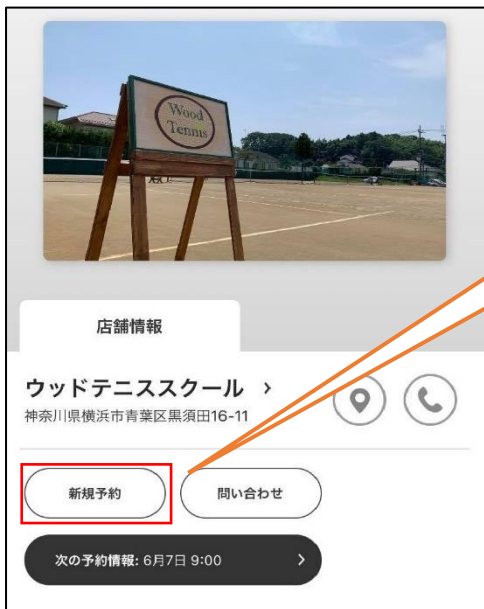 Wood
Tennis
店舗情報
ウッドテニススクール >
神奈川県横浜市青葉区黒須田16-11
新規予約
問い合わせ
次の予約情報: 6月7日 9:00 >